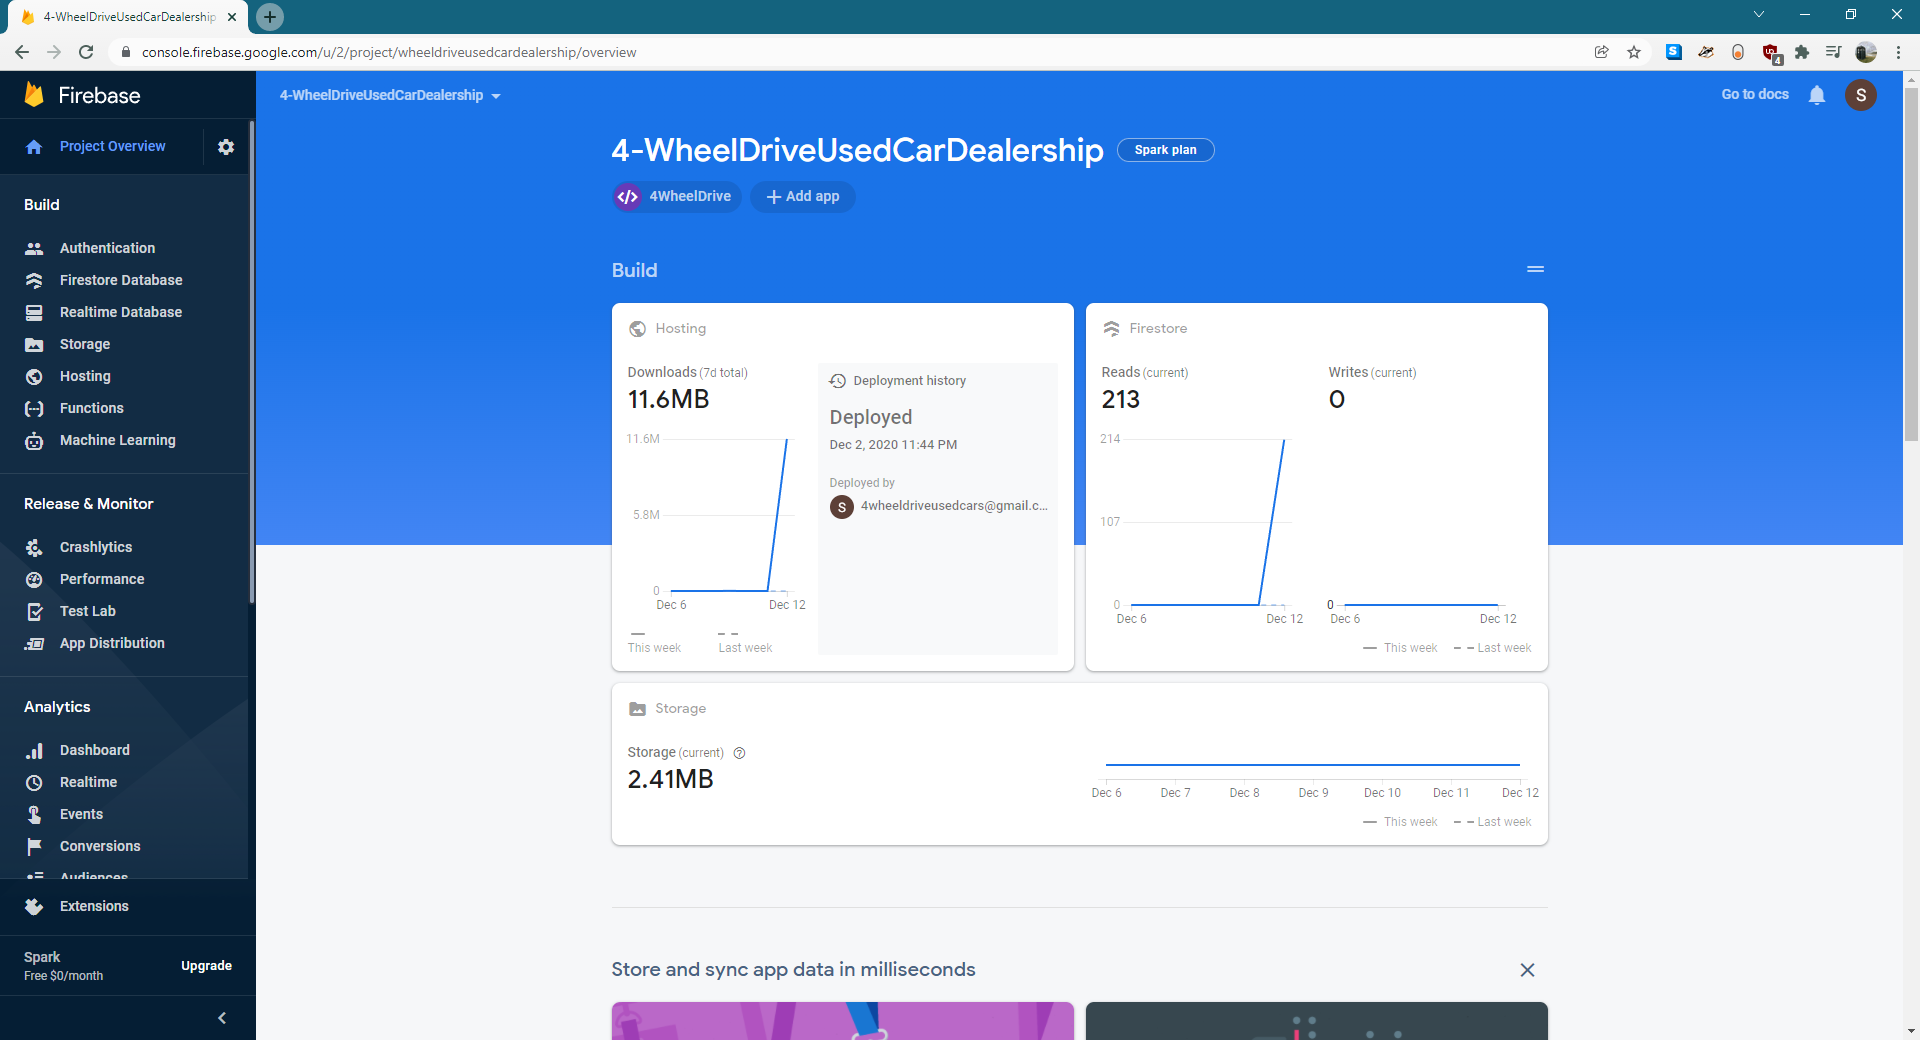 4-WheelDriveUsedCarDealership
console.firebase.google.com/u/2/project/wheeldriveusedcardealership/overview
4
Firebase
Project Overview
Build
Authentication
Firestore Database
Realtime Database
Storage
Hosting
Functions
Machine Learning
Release & Monitor
Crashlytics
Performance
Test Lab
App Distribution
Analytics
Dashboard
Realtime
Events
Conversions
Audiences
Extensions
Spark
Free $0/month
Upgrade
4-WheelDriveUsedCarDealership
Go to docs
S
4-WheelDriveUsedCarDealership
Spark plan
4WheelDrive
Add app
Build
Hosting
Downloads (7d total)
11.6MB
11.6M
5.8M
0
Dec 6 Dec 12
This week Last week
Deployment history
Deployed
Dec 2, 2020 11:44 PM
Deployed by
S 4wheeldriveusedcars@gmail.c...
Firestore
Reads (current)
213
214
107
0
Dec 6 Dec 12
Writes (current)
0
0
Dec 6 Dec 12
This week Last week
Storage
Storage (current)
2.41MB
Dec 6 Dec 7 Dec 8 Dec 9 Dec 10 Dec 11 Dec 12
This week Last week
Store and sync app data in milliseconds